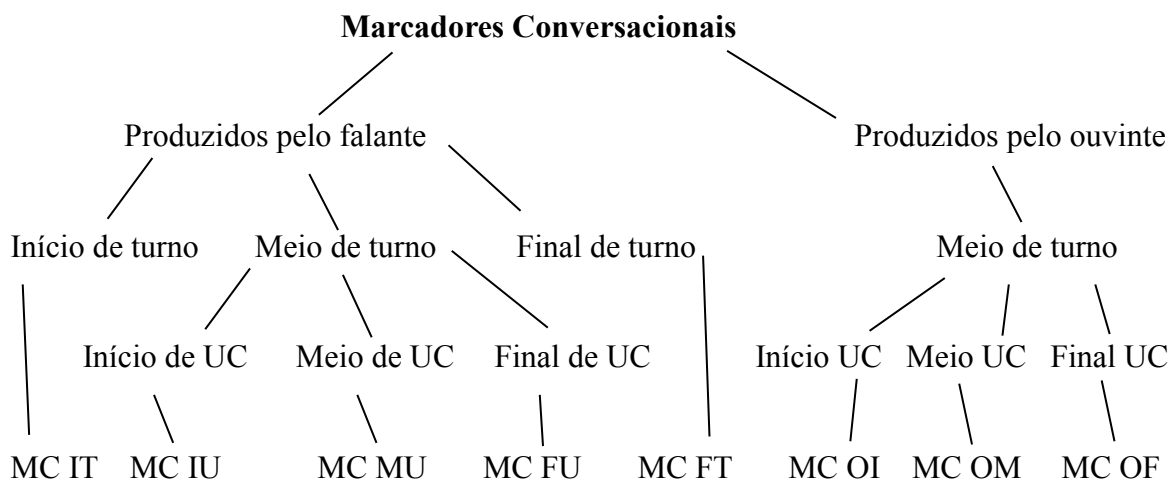 Marcadores Conversacionais
Produzidos pelo falante Produzidos pelo ouvinte
Início de turno Meio de turno Final de turno Meio de turno
Início de UC Meio de UC Final de UC Início UC Meio UC Final UC
MC IT MC IU MC MU MC FU MC FT MC OI MC OM MC OF